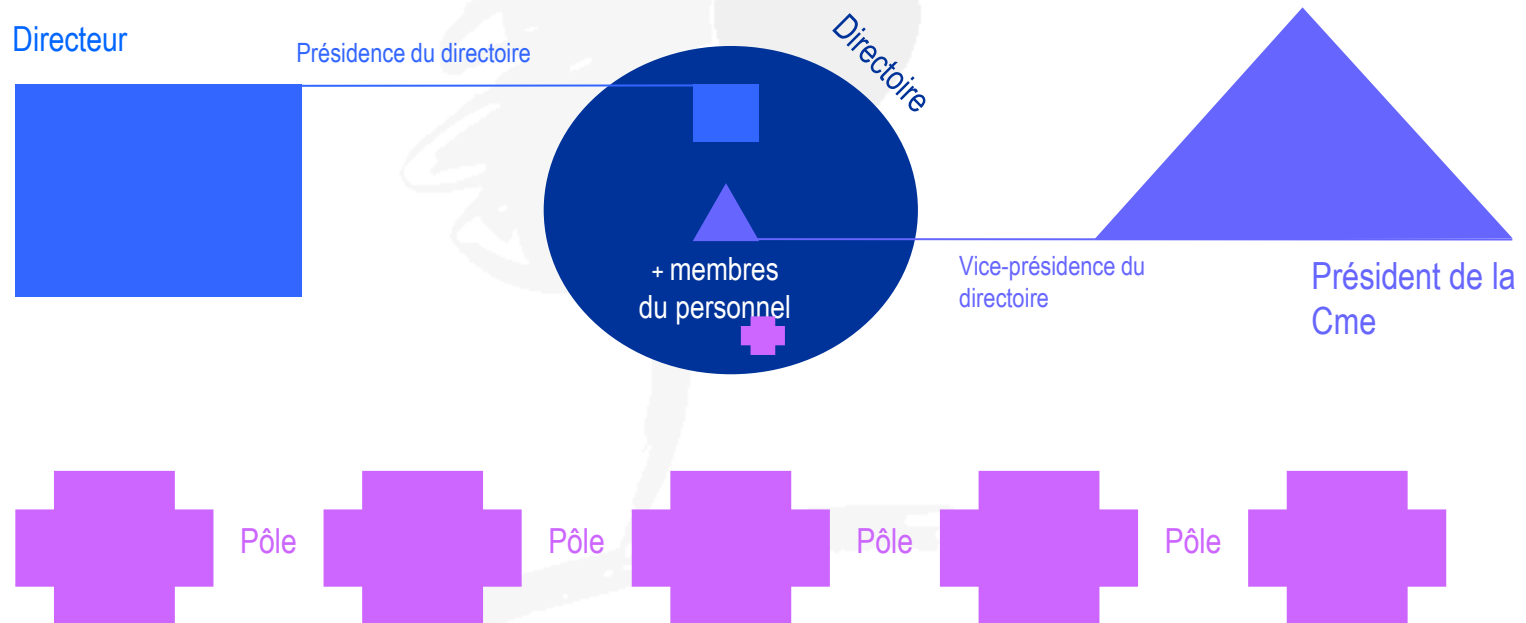 Directeur
Présidence du directoire
Directoire
+ membres
du personnel
Vice-présidence du
directoire
Président de la
Cme
Pôle
Pôle
Pôle
Pôle